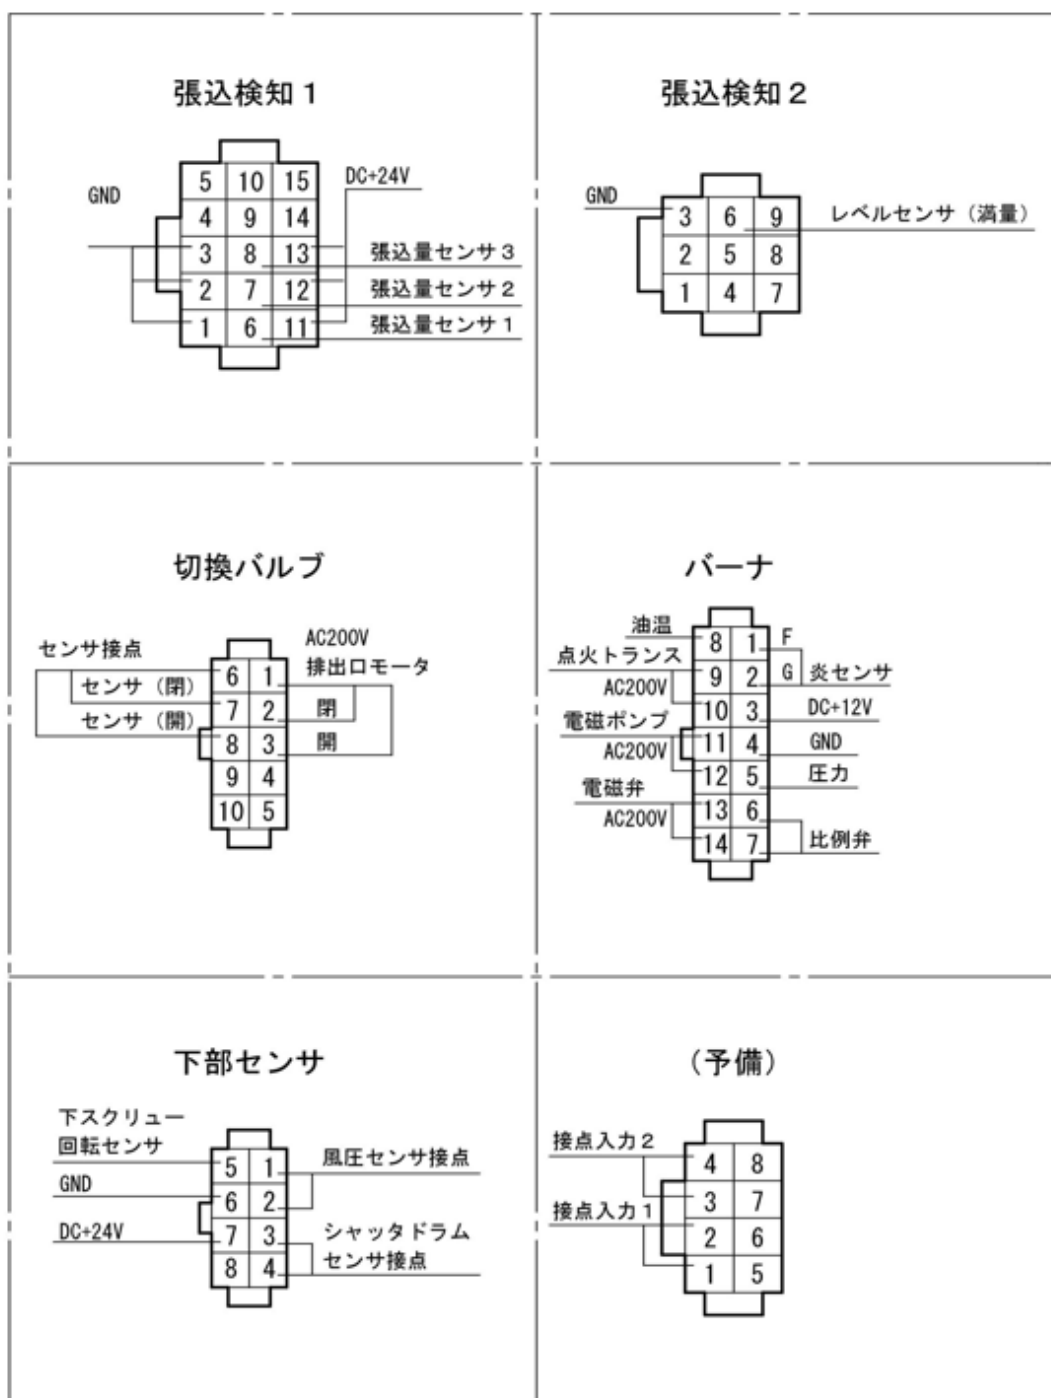 張込検知1
GND
DC+24V
5 10 15
4 9 14
3 8 13 張込量センサ3
2 7 12 張込量センサ2
1 6 11 張込量センサ1
張込検知2
GND
3 6 9 レベルセンサ(満量)
2 5 8
1 4 7
切換バルブ
センサ接点
センサ(閉)
センサ(開)
AC200V
排出口モータ
閉
開
6 1
7 2
8 3
9 4
10 5
バーナ
油温
点火トランス
AC200V
電磁ポンプ
AC200V
電磁弁
AC200V
8 1
9 2
10 3
11 4
12 5
13 6
14 7
F
G 炎センサ
DC+12V
GND
圧力
比例弁
下部センサ
下スクリュー
回転センサ
GND
DC+24V
5 1
6 2
7 3
8 4
風圧センサ接点
シャッタドラム
センサ接点
(予備)
接点入力2
接点入力1
4 8
3 7
2 6
1 5